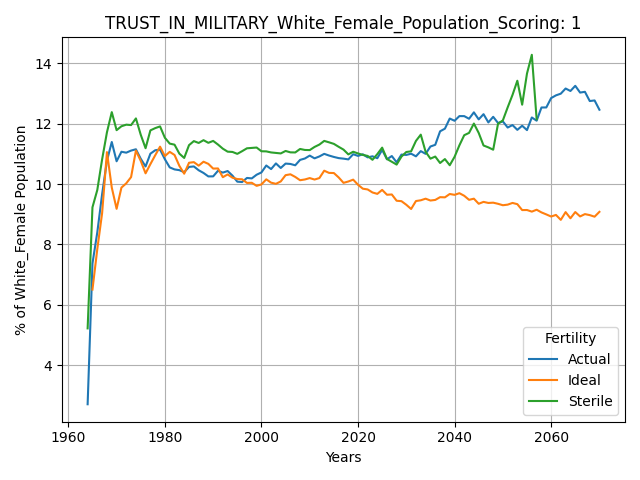 TRUST_IN_MILITARY_White_Female_Population_Scoring: 1
% of White_Female Population
14
12
10
8
6
4
1960 1980 2000 2020 2040 2060
Years
Fertility
Actual
Ideal
Sterile